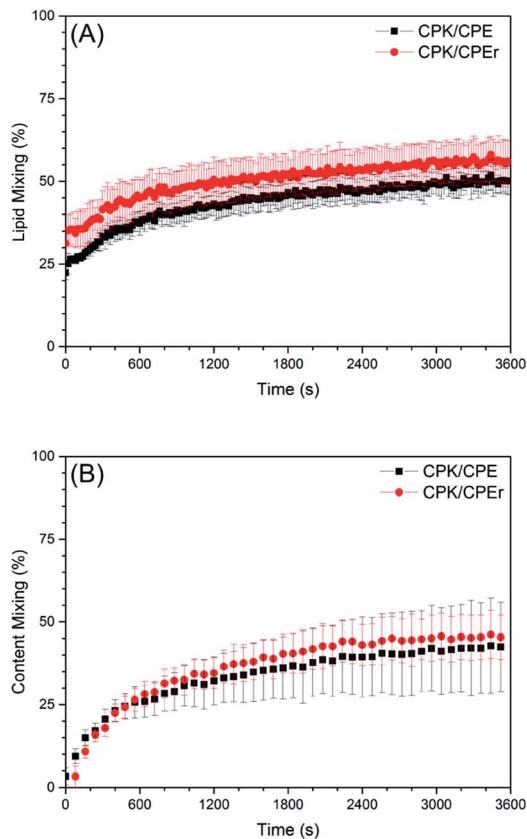 (A)
CPK/CPE
CPK/CPEr
Lipid Mixing (%)
100
75
50
25
0
0 600 1200 1800 2400 3000 3600
Time (s)
(B)
CPK/CPE
CPK/CPEr
Content Mixing (%)
100
75
50
25
0
0 600 1200 1800 2400 3000 3600
Time (s)